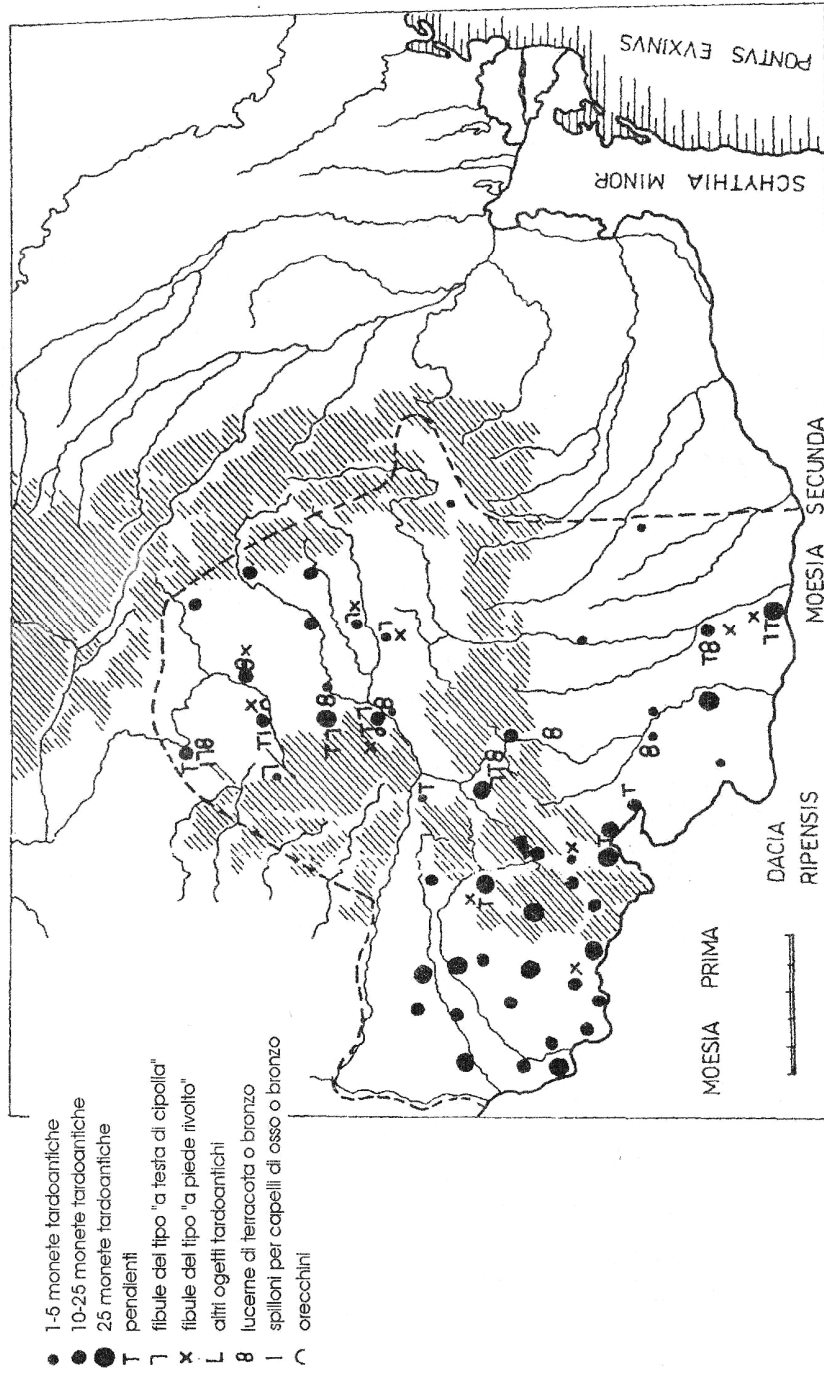 1-5 monete tardoantiche
10-25 monete tardoantiche
25 monete tardoantiche
T pendienti
fibule del tipo "a testa di cipolla"
x fibule del tipo "a piede rivolto"
L altri ogetti tardoantichi
8 lucerne di terracota o bronzo
spilloni per capelli di osso o bronzo
orecchini
MOESIA PRIMA
DACIA
RIPENSIS
MOESIA SECUNDA
SCHYTHIA MINOR
PONTVS EVXINVS